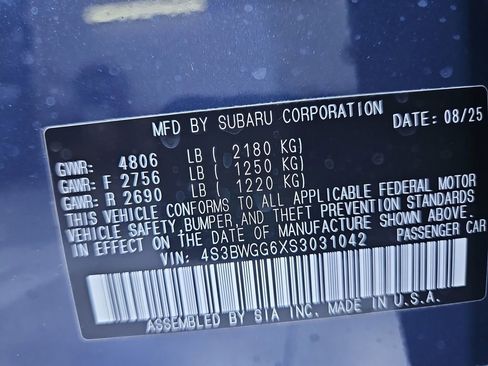 MFD BY SUBARU CORPORATION DATE: 08/25
GVWR: 4806 LB ( 2180 KG)
GAWR: F 2756 LB ( 1250 KG)
GAWR: R 2690 LB ( 1220 KG)
THIS VEHICLE CONFORMS TO ALL APPLICABLE FEDERAL MOTOR
VEHICLE SAFETY, BUMPER, AND THEFT PREVENTION STANDARDS
IN EFFECT ON THE DATE OF MANUFACTURE SHOWN ABOVE.
VIN: 4S3BWGG6XS3031042 PASSENGER CAR
ASSEMBLED BY SIA INC. MADE IN U.S.A.